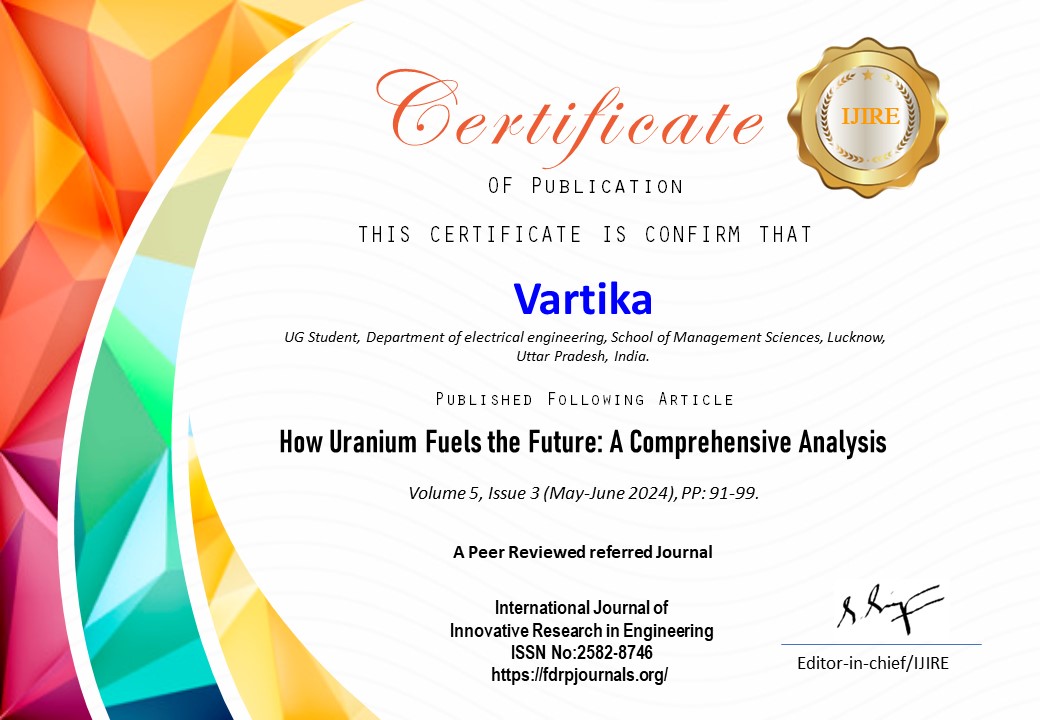 Certificate
IJIRE
OF PUBLICATION
THIS CERTIFICATE IS CONFIRM THAT
Vartika
UG Student, Department of electrical engineering, School of Management Sciences, Lucknow,
Uttar Pradesh, India.
PUBLISHED FOLLOWING ARTICLE
How Uranium Fuels the Future: A Comprehensive Analysis
Volume 5, Issue 3 (May-June 2024), PP: 91-99.
A Peer Reviewed referred Journal
International Journal of
Innovative Research in Engineering
ISSN No:2582-8746
https://fdrpjournals.org/
Editor-in-chief/IJIRE